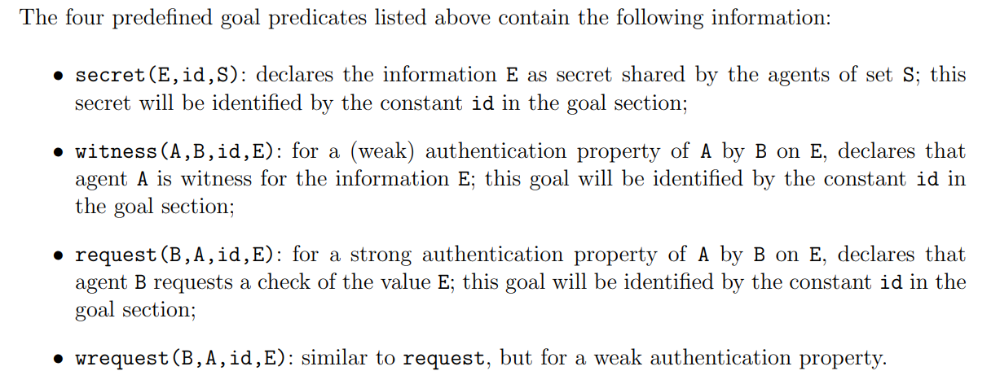 The four predefined goal predicates listed above contain the following information:
• secret(E,id,S): declares the information E as secret shared by the agents of set S; this
secret will be identified by the constant id in the goal section;
• witness(A,B,id,E): for a (weak) authentication property of A by B on E, declares that
agent A is witness for the information E; this goal will be identified by the constant id in
the goal section;
• request(B,A,id,E): for a strong authentication property of A by B on E, declares that
agent B requests a check of the value E; this goal will be identified by the constant id in the
goal section;
• wrequest(B,A,id,E): similar to request, but for a weak authentication property.